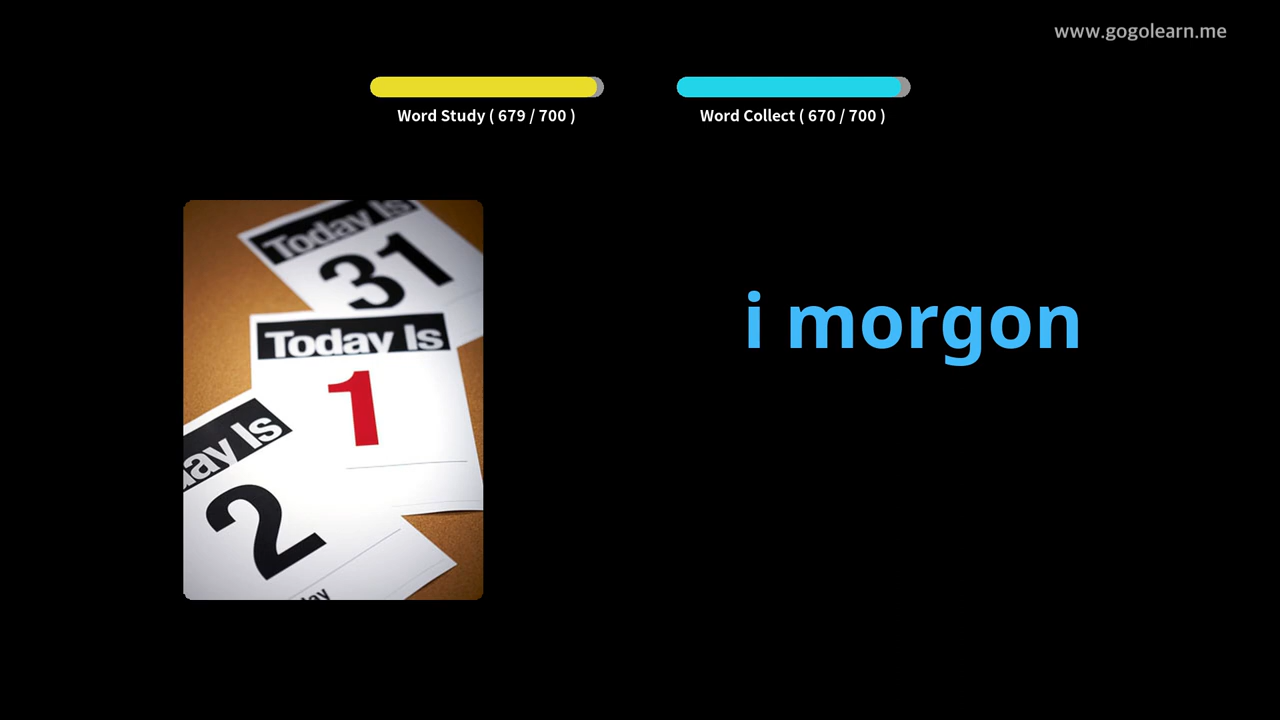 www.gogolearn.me
Word Study ( 679 / 700 )
Word Collect ( 670 / 700 )
Today Is
31
Today Is
1
i morgon
ay Is
2
ay